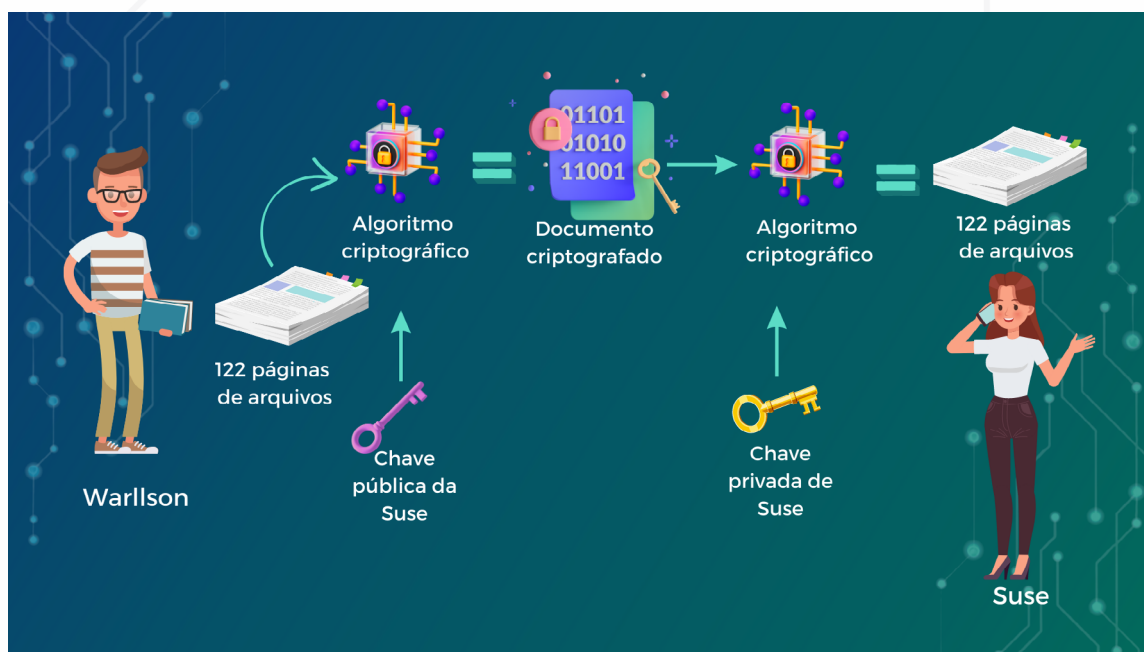 01101
01010
11001
Algoritmo
criptográfico
Documento
criptografado
Algoritmo
criptográfico
122 páginas
de arquivos
122 páginas
de arquivos
Chave
pública da
Suse
Chave
privada de
Suse
Warllson
Suse